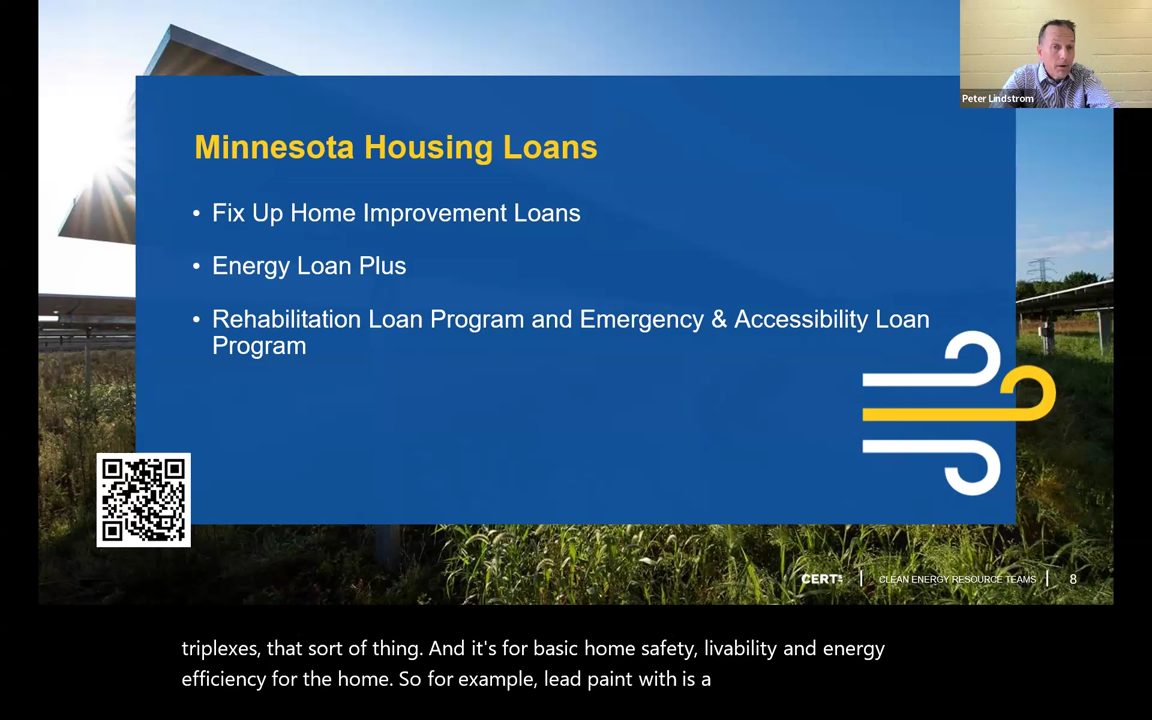 Peter Lindstrom
Minnesota Housing Loans
• Fix Up Home Improvement Loans
• Energy Loan Plus
• Rehabilitation Loan Program and Emergency & Accessibility Loan
Program
CERTs | CLEAN ENERGY RESOURCE TEAMS | 8
triplexes, that sort of thing. And it's for basic home safety, livability and energy
efficiency for the home. So for example, lead paint with is a